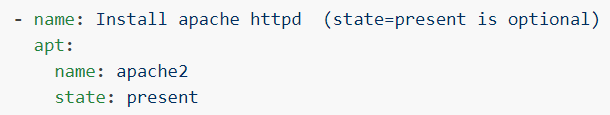 - name: Install apache httpd  (state=present is optional)
  apt:
    name: apache2
    state: present